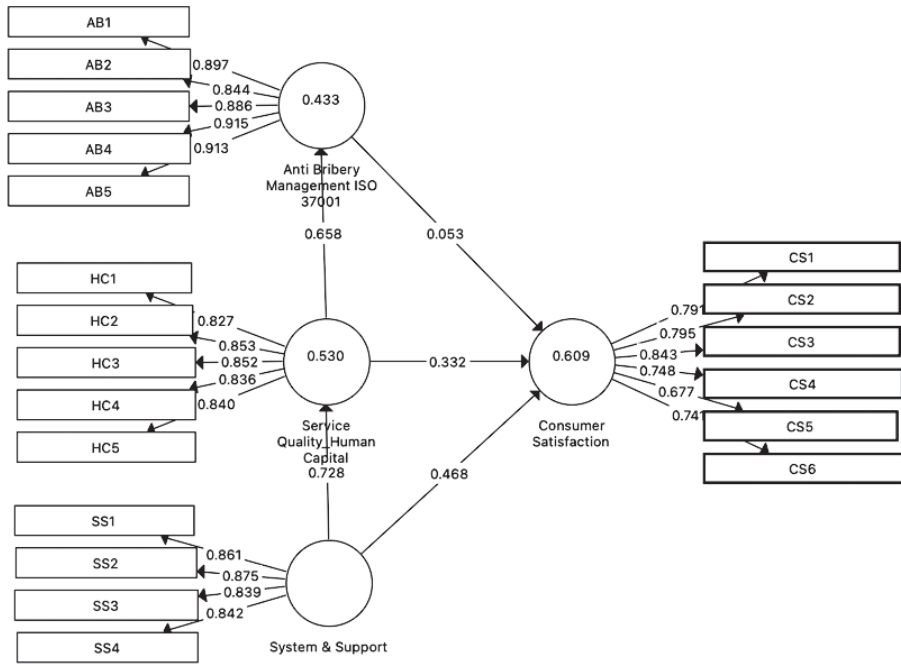 AB1
AB2
AB3
AB4
AB5
0.897
0.844
0.886
0.915
0.913
0.433
Anti Bribery
Management ISO
37001
0.658
0.053
HC1
HC2
HC3
HC4
HC5
0.827
0.853
0.852
0.836
0.840
0.530
Service
Quality_Human
Capital
0.728
0.332
0.468
0.609
Consumer
Satisfaction
0.791
0.795
0.843
0.748
0.677
0.741
CS1
CS2
CS3
CS4
CS5
CS6
SS1
SS2
SS3
SS4
0.861
0.875
0.839
0.842
System & Support